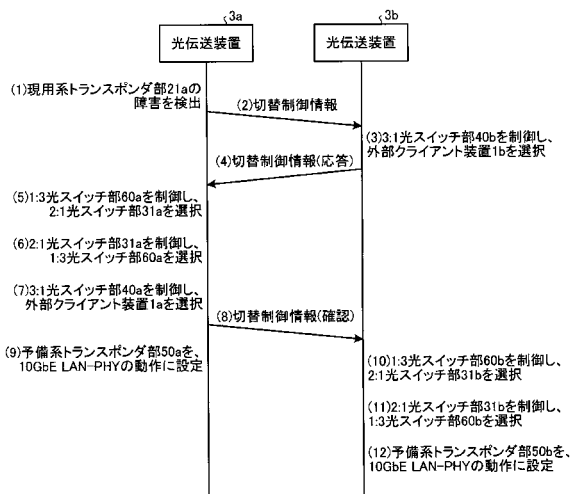 3a
3b
光伝送装置
光伝送装置
(1)現用系トランスポンダ部21aの
障害を検出
(2)切替制御情報
(3)3:1光スイッチ部40bを制御し、
外部クライアント装置1bを選択
(4)切替制御情報(応答)
(5)1:3光スイッチ部60aを制御し、
2:1光スイッチ部31aを選択
(6)2:1光スイッチ部31aを制御し、
1:3光スイッチ部60aを選択
(7)3:1光スイッチ部40aを制御し、
外部クライアント装置1aを選択
(8)切替制御情報(確認)
(9)予備系トランスポンダ部50aを、
10GbE LAN-PHYの動作に設定
(10)1:3光スイッチ部60bを制御し、
2:1光スイッチ部31bを選択
(11)2:1光スイッチ部31bを制御し、
1:3光スイッチ部60bを選択
(12)予備系トランスポンダ部50bを、
10GbE LAN-PHYの動作に設定